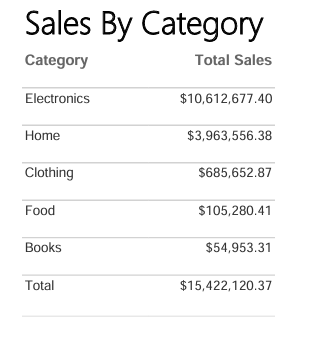 Sales By Category
Category Total Sales
Electronics $10,612,677.40
Home $3,963,556.38
Clothing $685,652.87
Food $105,280.41
Books $54,953.31
Total $15,422,120.37